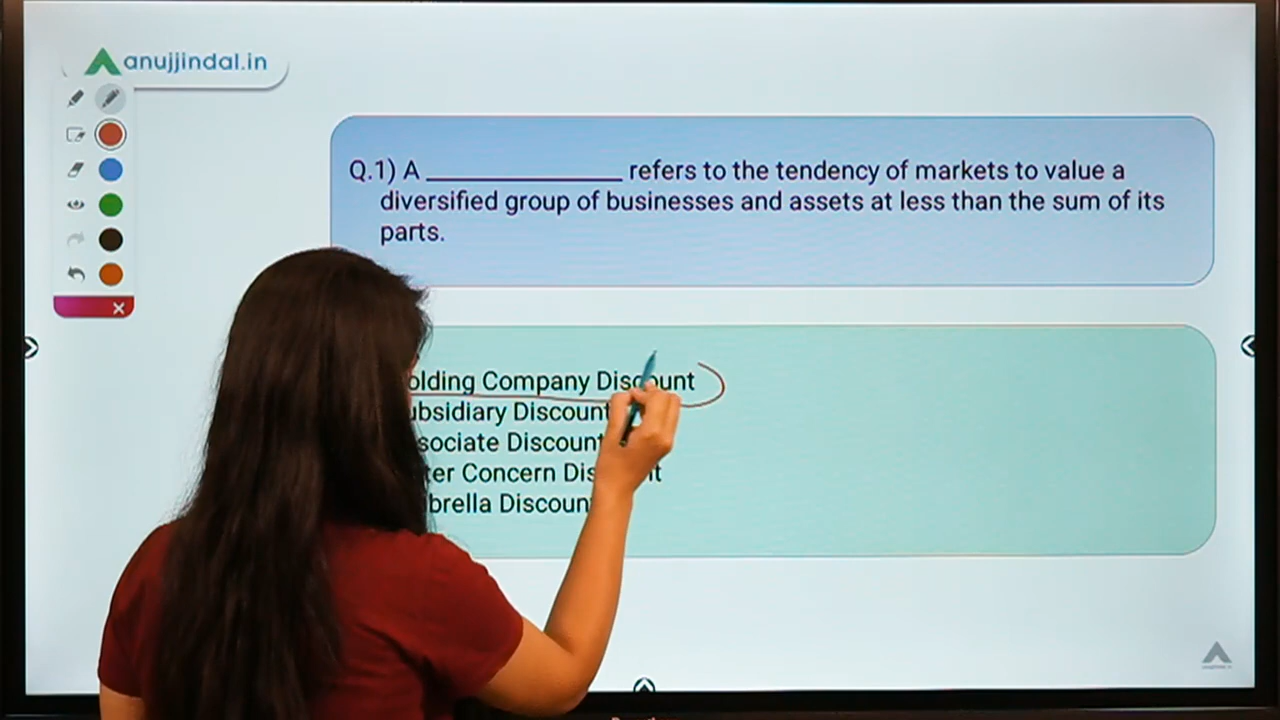 anujjindal.in
Q.1) A ______________ refers to the tendency of markets to value a
diversified group of businesses and assets at less than the sum of its
parts.
olding Company Discount
ubsidiary Discount
sociate Discount
ter Concern Dis t
brella Discoun